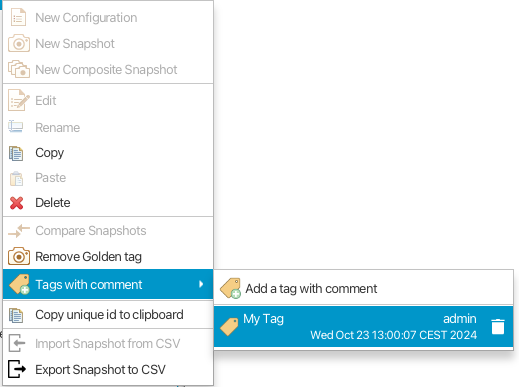 New Configuration
New Snapshot
New Composite Snapshot
Edit
Rename
Copy
Paste
Delete
Compare Snapshots
Remove Golden tag
Tags with comment
Add a tag with comment
My Tag admin
Wed Oct 23 13:00:07 CEST 2024
Copy unique id to clipboard
Import Snapshot from CSV
Export Snapshot to CSV